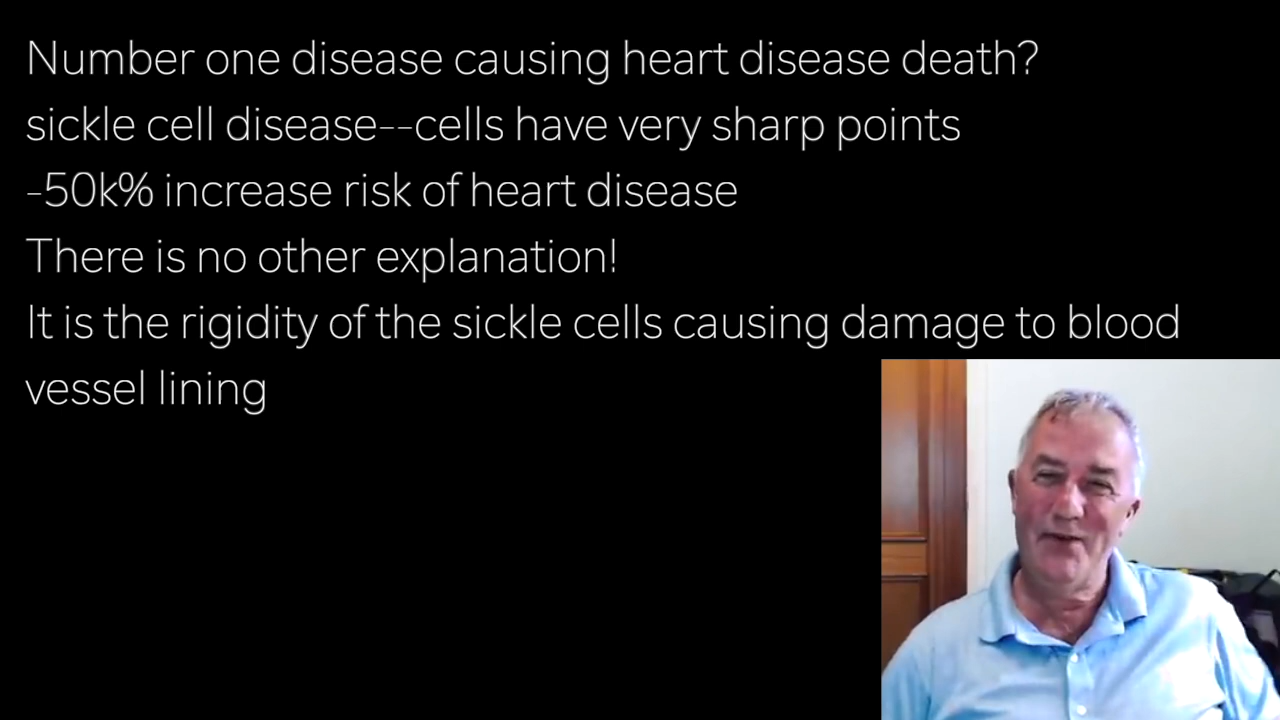 Number one disease causing heart disease death?
sickle cell disease--cells have very sharp points
-50k% increase risk of heart disease
There is no other explanation!
It is the rigidity of the sickle cells causing damage to blood
vessel lining